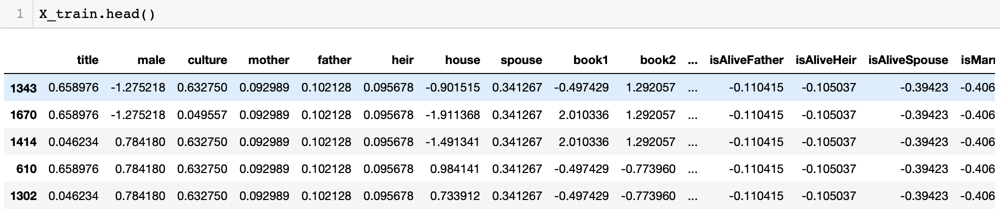 1 X_train.head()
title male culture mother father heir house spouse book1 book2 ... isAliveFather isAliveHeir isAliveSpouse isMarr
1343 0.658976 -1.275218 0.632750 0.092989 0.102128 0.095678 -0.901515 0.341267 -0.497429 1.292057 ... -0.110415 -0.105037 -0.39423 -0.406
1670 0.658976 -1.275218 0.049557 0.092989 0.102128 0.095678 -1.911368 0.341267 2.010336 1.292057 ... -0.110415 -0.105037 -0.39423 -0.406
1414 0.046234 0.784180 0.632750 0.092989 0.102128 0.095678 -1.491341 0.341267 2.010336 1.292057 ... -0.110415 -0.105037 -0.39423 -0.406
610 0.658976 0.784180 0.632750 0.092989 0.102128 0.095678 0.984141 0.341267 -0.497429 -0.773960 ... -0.110415 -0.105037 -0.39423 -0.406
1302 0.046234 0.784180 0.632750 0.092989 0.102128 0.095678 0.733912 0.341267 -0.497429 -0.773960 ... -0.110415 -0.105037 -0.39423 -0.406